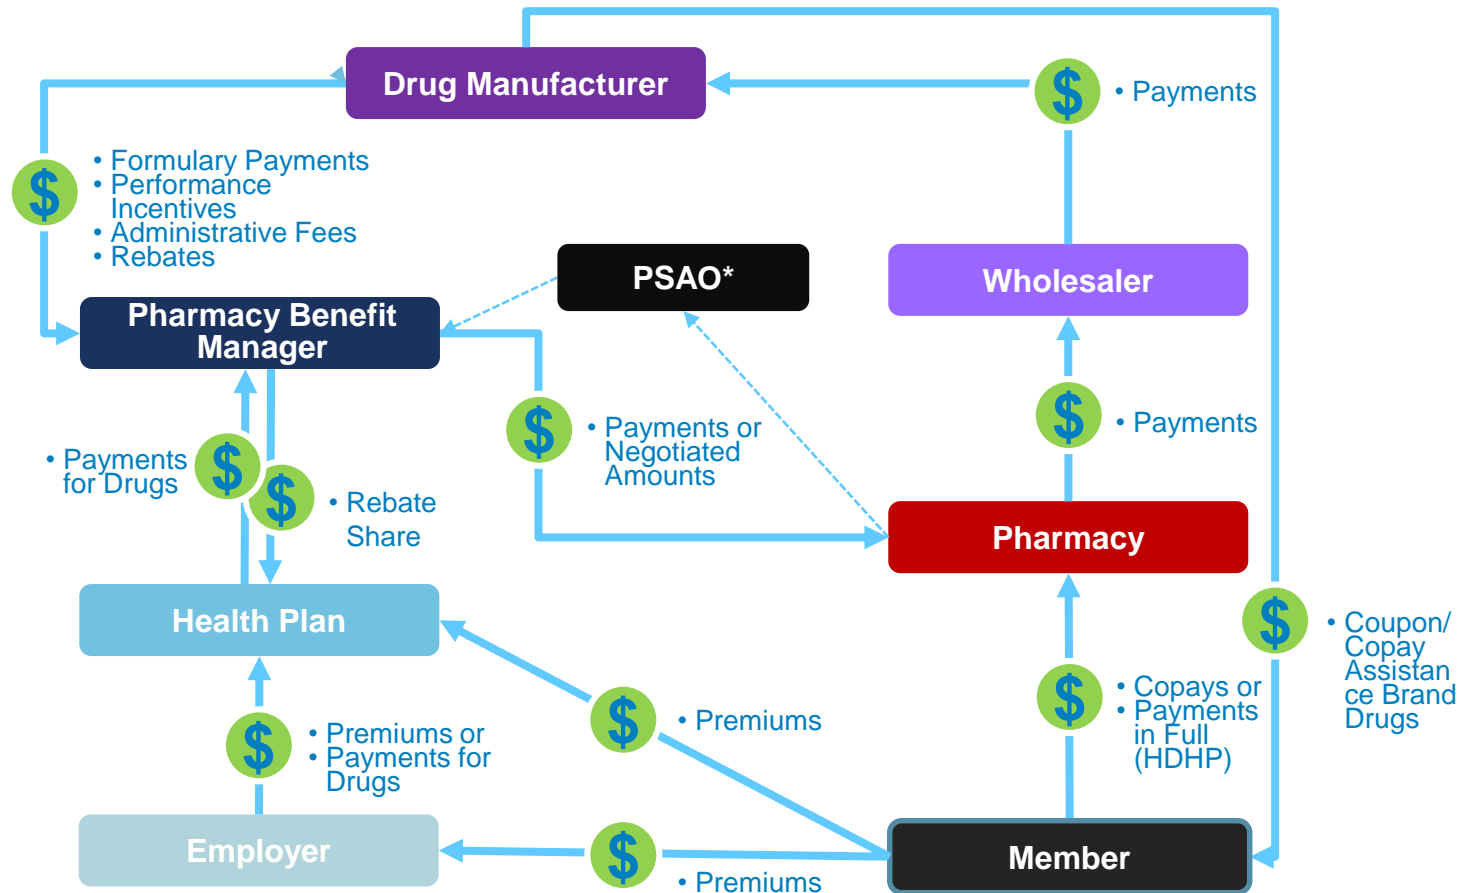 Drug Manufacturer
$
• Payments
• Formulary Payments
• Performance
Incentives
• Administrative Fees
• Rebates
$
PSAO*
Wholesaler
Pharmacy Benefit
Manager
$
• Payments or
Negotiated
Amounts
$
• Payments
• Payments
for Drugs
$
$
• Rebate
Share
Pharmacy
Health Plan
$
• Coupon/
Copay
Assistan
ce Brand
Drugs
$
• Copays or
• Payments
in Full
(HDHP)
$
• Premiums
$
• Premiums or
• Payments for
Drugs
Employer
$
• Premiums
Member